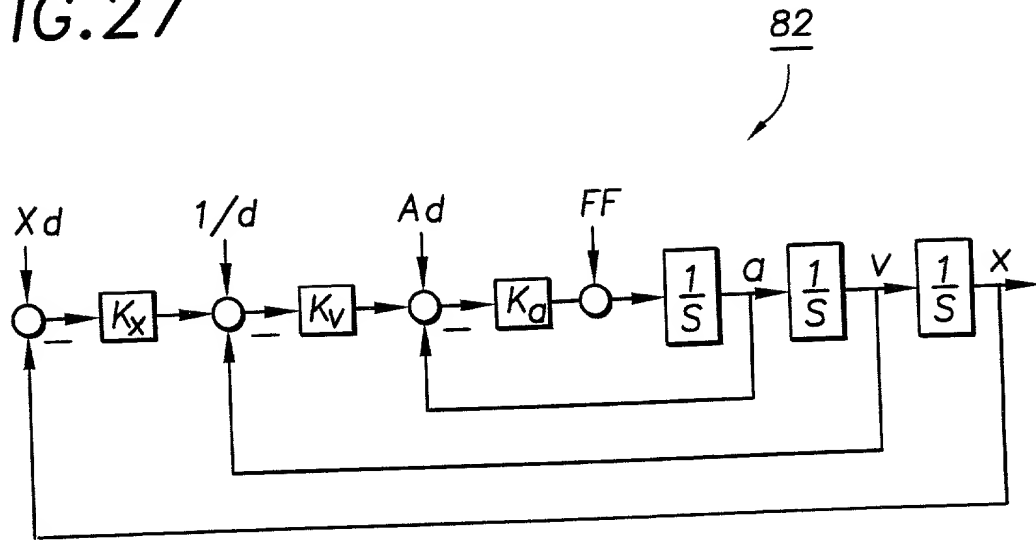 IG.27
82
Xd
1/d
Ad
FF
Kx
Kv
Ka
1/S
a
1/S
v
1/S
x